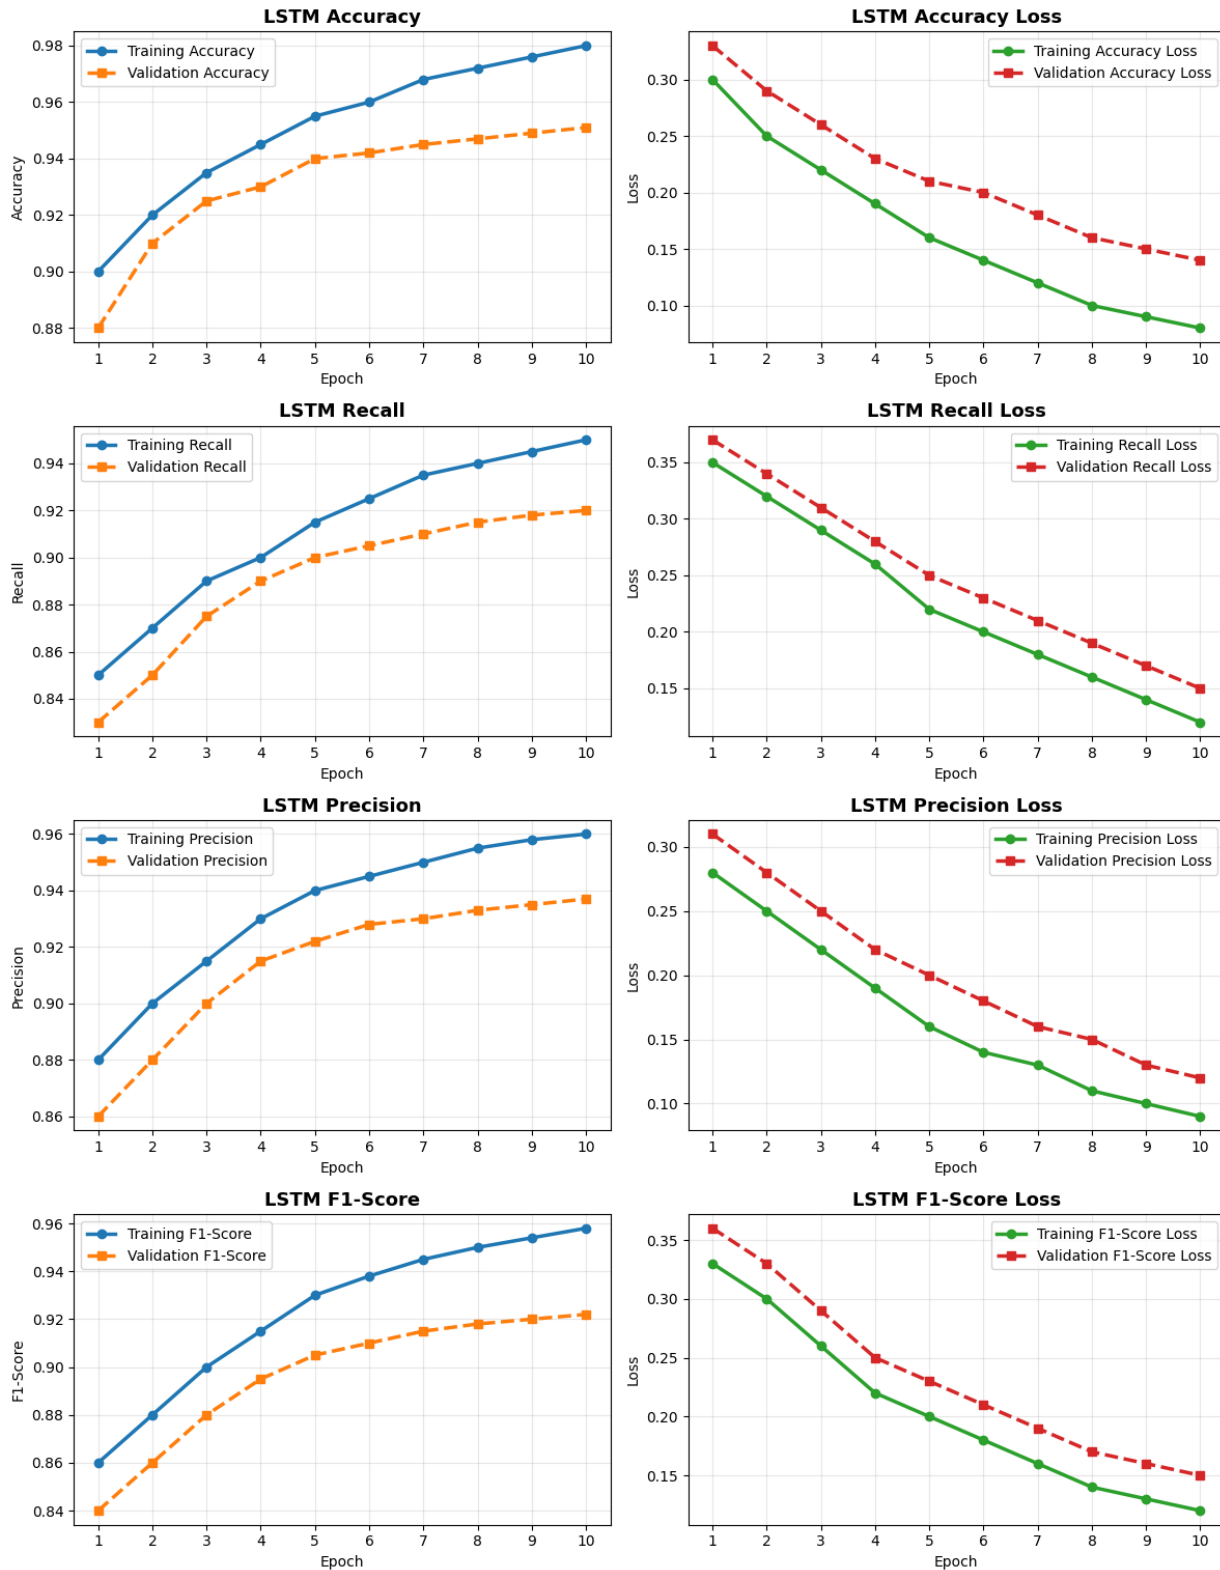 LSTM Accuracy
Training Accuracy
Validation Accuracy
Accuracy
0.98
0.96
0.94
0.92
0.90
0.88
1 2 3 4 5 6 7 8 9 10
Epoch
LSTM Accuracy Loss
Training Accuracy Loss
Validation Accuracy Loss
Loss
0.30
0.25
0.20
0.15
0.10
1 2 3 4 5 6 7 8 9 10
Epoch
LSTM Recall
Training Recall
Validation Recall
Recall
0.94
0.92
0.90
0.88
0.86
0.84
1 2 3 4 5 6 7 8 9 10
Epoch
LSTM Recall Loss
Training Recall Loss
Validation Recall Loss
Loss
0.35
0.30
0.25
0.20
0.15
1 2 3 4 5 6 7 8 9 10
Epoch
LSTM Precision
Training Precision
Validation Precision
Precision
0.96
0.94
0.92
0.90
0.88
0.86
1 2 3 4 5 6 7 8 9 10
Epoch
LSTM Precision Loss
Training Precision Loss
Validation Precision Loss
Loss
0.30
0.25
0.20
0.15
0.10
1 2 3 4 5 6 7 8 9 10
Epoch
LSTM F1-Score
Training F1-Score
Validation F1-Score
F1-Score
0.96
0.94
0.92
0.90
0.88
0.86
0.84
1 2 3 4 5 6 7 8 9 10
Epoch
LSTM F1-Score Loss
Training F1-Score Loss
Validation F1-Score Loss
Loss
0.35
0.30
0.25
0.20
0.15
1 2 3 4 5 6 7 8 9 10
Epoch